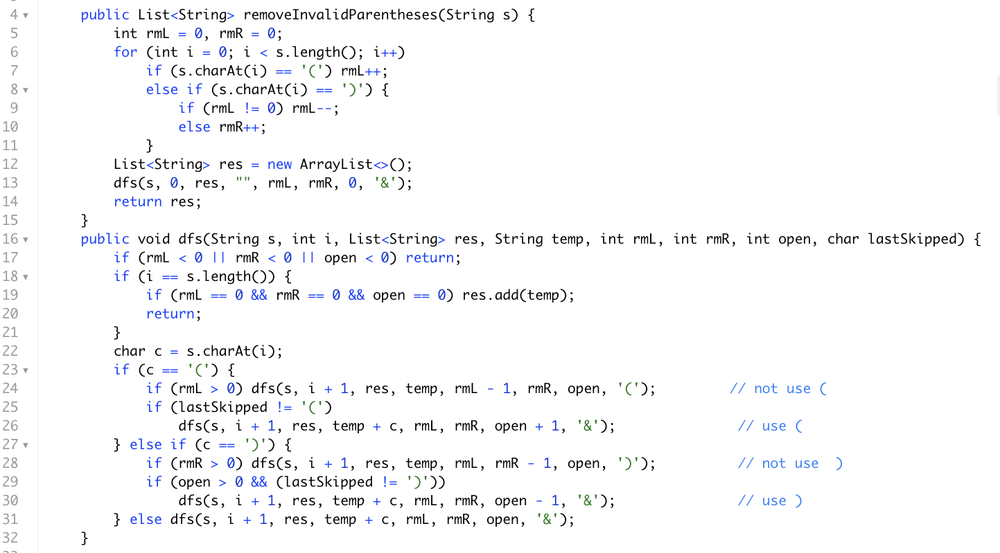 4 ▼ public List<String> removeInvalidParentheses(String s) {
5 int rmL = 0, rmR = 0;
6 for (int i = 0; i < s.length(); i++)
7 if (s.charAt(i) == '(') rmL++;
8 ▼ else if (s.charAt(i) == ')') {
9 if (rmL != 0) rmL--;
10 else rmR++;
11 }
12 List<String> res = new ArrayList<>();
13 dfs(s, 0, res, "", rmL, rmR, 0, '&');
14 return res;
15 }
16 ▼ public void dfs(String s, int i, List<String> res, String temp, int rmL, int rmR, int open, char lastSkipped) {
17 if (rmL < 0 || rmR < 0 || open < 0) return;
18 ▼ if (i == s.length()) {
19 if (rmL == 0 && rmR == 0 && open == 0) res.add(temp);
20 return;
21 }
22 char c = s.charAt(i);
23 ▼ if (c == '(') {
24 if (rmL > 0) dfs(s, i + 1, res, temp, rmL - 1, rmR, open, '('); // not use (
25 if (lastSkipped != '(')
26 dfs(s, i + 1, res, temp + c, rmL, rmR, open + 1, '&'); // use (
27 ▼ } else if (c == ')') {
28 if (rmR > 0) dfs(s, i + 1, res, temp, rmL, rmR - 1, open, ')'); // not use  )
29 if (open > 0 && (lastSkipped != ')'))
30 dfs(s, i + 1, res, temp + c, rmL, rmR, open - 1, '&'); // use )
31 } else dfs(s, i + 1, res, temp + c, rmL, rmR, open, '&');
32 }